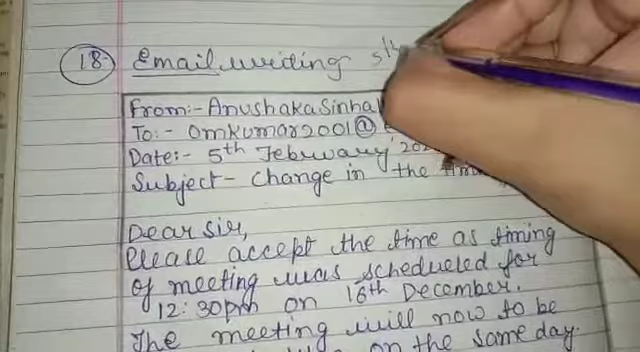 18. Email writing
From:- Anushaka Sinha
To:- Omkumar2001@
Date:- 5th Februwary'20
Subject- Change in the
Dear sir,
Please accept the time as timing
of meeting was scheduled for
12:30pm on 16th December.
The meeting will now to be
on the same day.